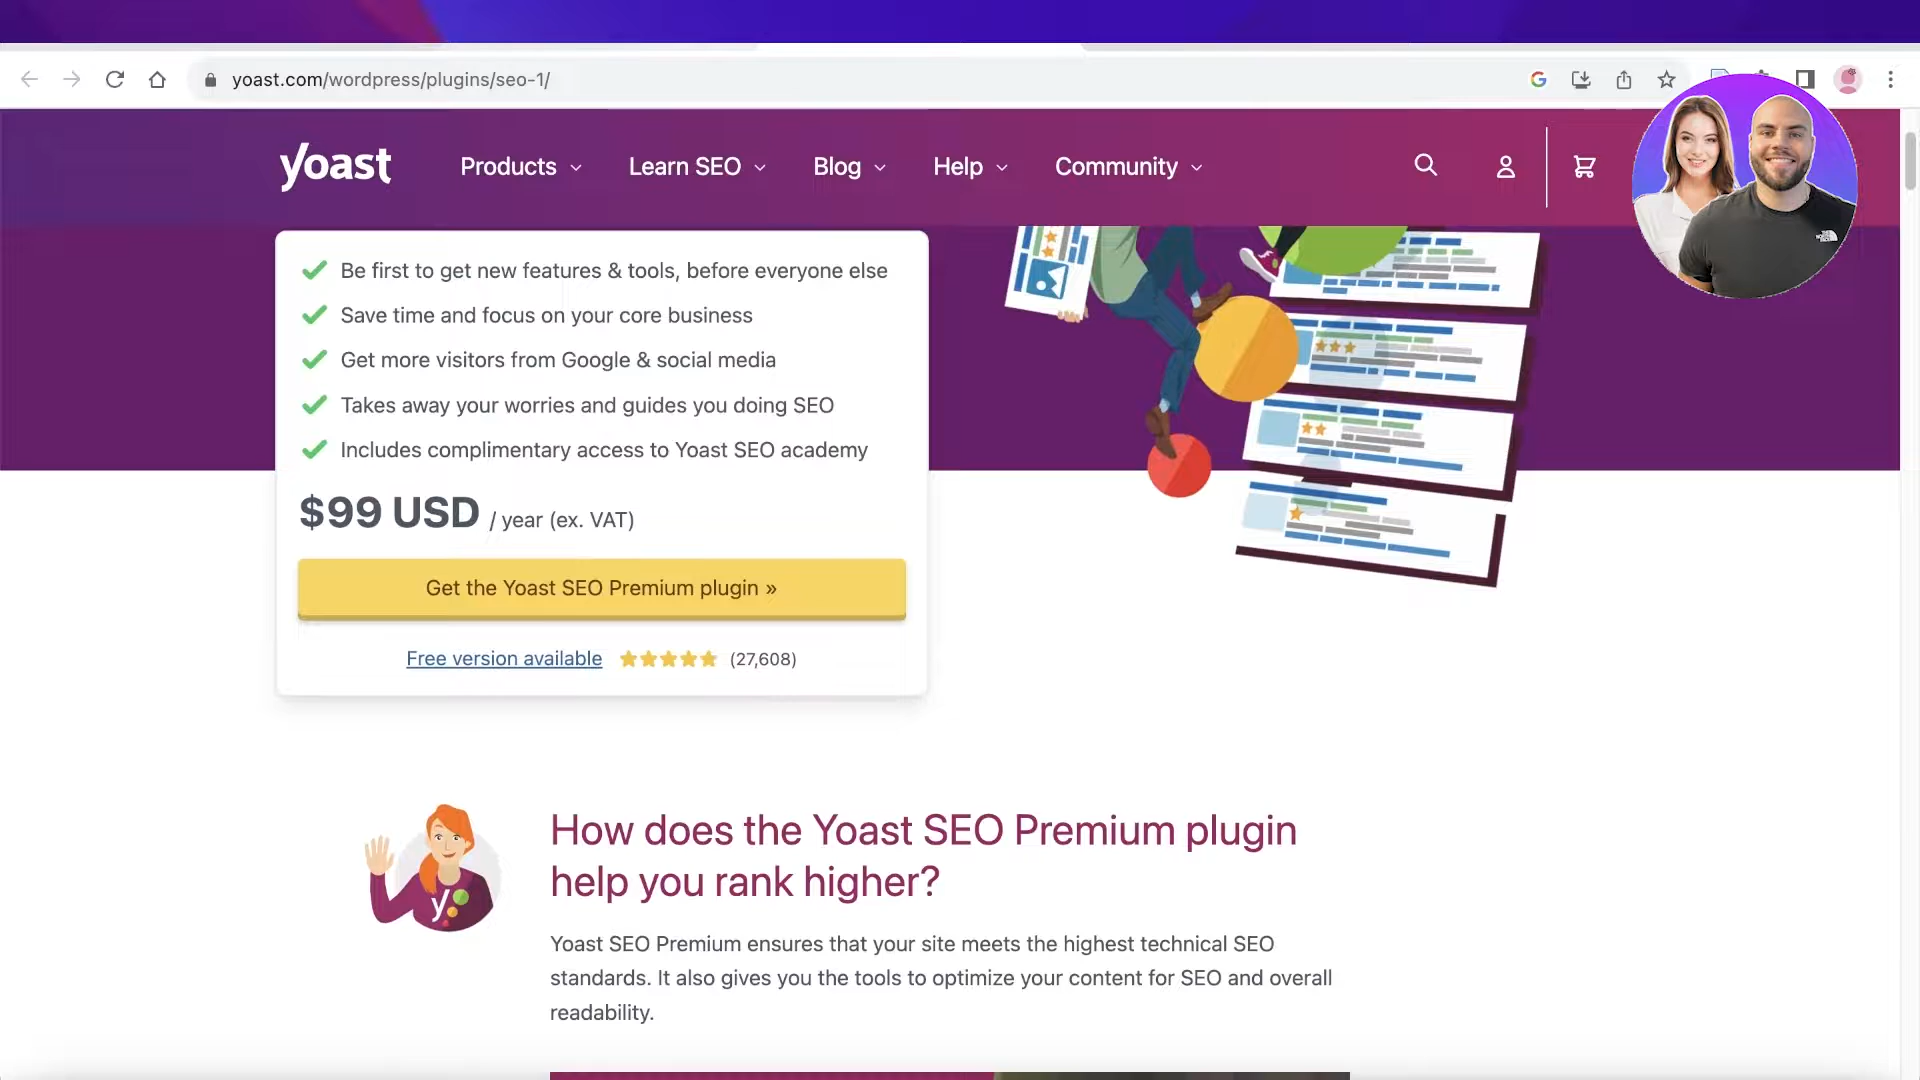 yoast.com/wordpress/plugins/seo-1/
yoast
Products
Learn SEO
Blog
Help
Community
Be first to get new features & tools, before everyone else
Save time and focus on your core business
Get more visitors from Google & social media
Takes away your worries and guides you doing SEO
Includes complimentary access to Yoast SEO academy
$99 USD / year (ex. VAT)
Get the Yoast SEO Premium plugin »
Free version available (27,608)
How does the Yoast SEO Premium plugin
help you rank higher?
Yoast SEO Premium ensures that your site meets the highest technical SEO
standards. It also gives you the tools to optimize your content for SEO and overall
readability.